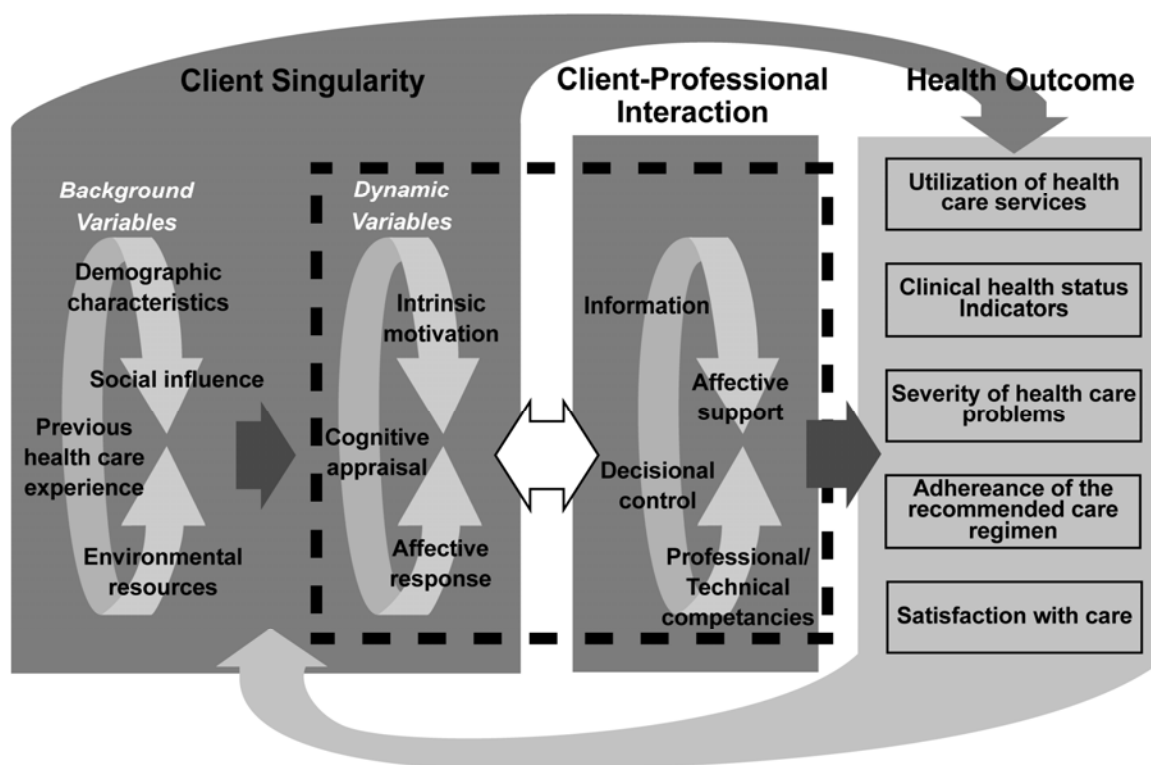 Client Singularity
Client-Professional
Interaction
Health Outcome
Background
Variables
Demographic
characteristics
Social influence
Previous
health care
experience
Environmental
resources
Dynamic
Variables
Intrinsic
motivation
Cognitive
appraisal
Affective
response
Information
Affective
support
Decisional
control
Professional/
Technical
competancies
Utilization of health
care services
Clinical health status
Indicators
Severity of health care
problems
Adhereance of the
recommended care
regimen
Satisfaction with care